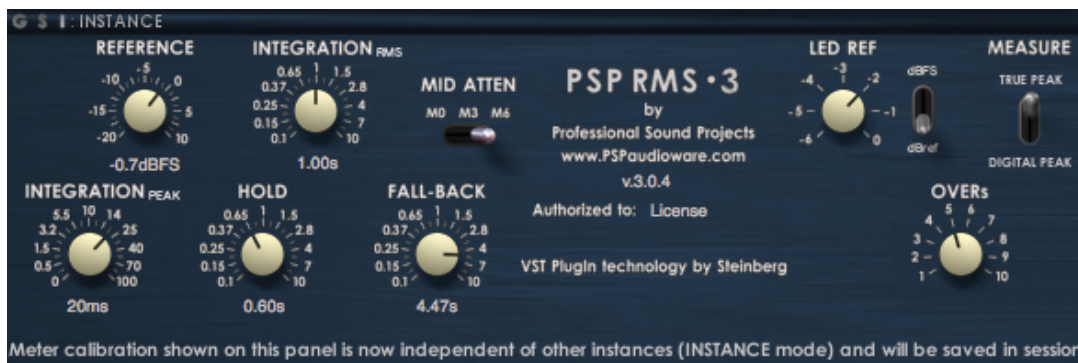 G S I: INSTANCE
REFERENCE
-20 -15 -10 -5 0 5 10
-0.7dBFS
INTEGRATION RMS
0.1 0.15 0.25 0.37 0.65 1 1.5 2.8 4 7 10
1.00s
MID ATTEN
M0 M3 M6
PSP RMS•3
by
Professional Sound Projects
www.PSPaudioware.com
v.3.0.4
Authorized to: License
VST PlugIn technology by Steinberg
LED REF
-6 -5 -4 -3 -2 -1 0
dBFS
dBref
MEASURE
TRUE PEAK
DIGITAL PEAK
INTEGRATION PEAK
0 0.5 1.5 3.2 5.5 10 14 25 40 70 100
20ms
HOLD
0.1 0.15 0.25 0.37 0.65 1 1.5 2.8 4 7 10
0.60s
FALL-BACK
0.1 0.15 0.25 0.37 0.65 1 1.5 2.8 4 7 10
4.47s
OVERs
1 2 3 4 5 6 7 8 9 10
Meter calibration shown on this panel is now independent of other instances (INSTANCE mode) and will be saved in session